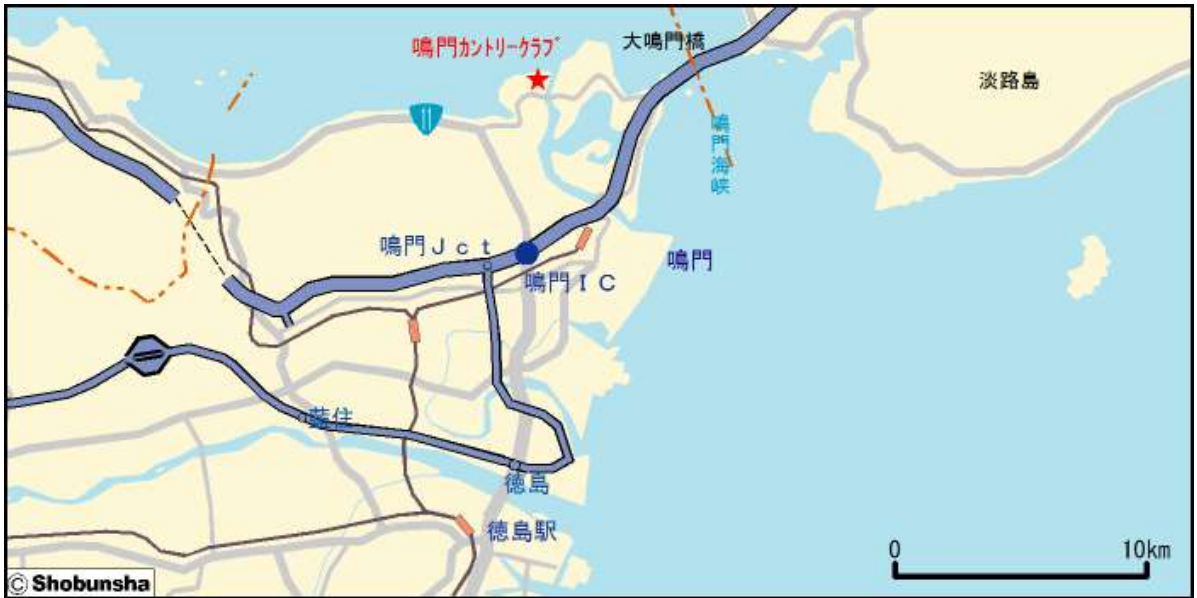 鳴門カントリークラブ
大鳴門橋
淡路島
11
鳴門海峡
鳴門Jct
鳴門
鳴門IC
藍住
徳島
徳島駅
0 10km
© Shobunsha